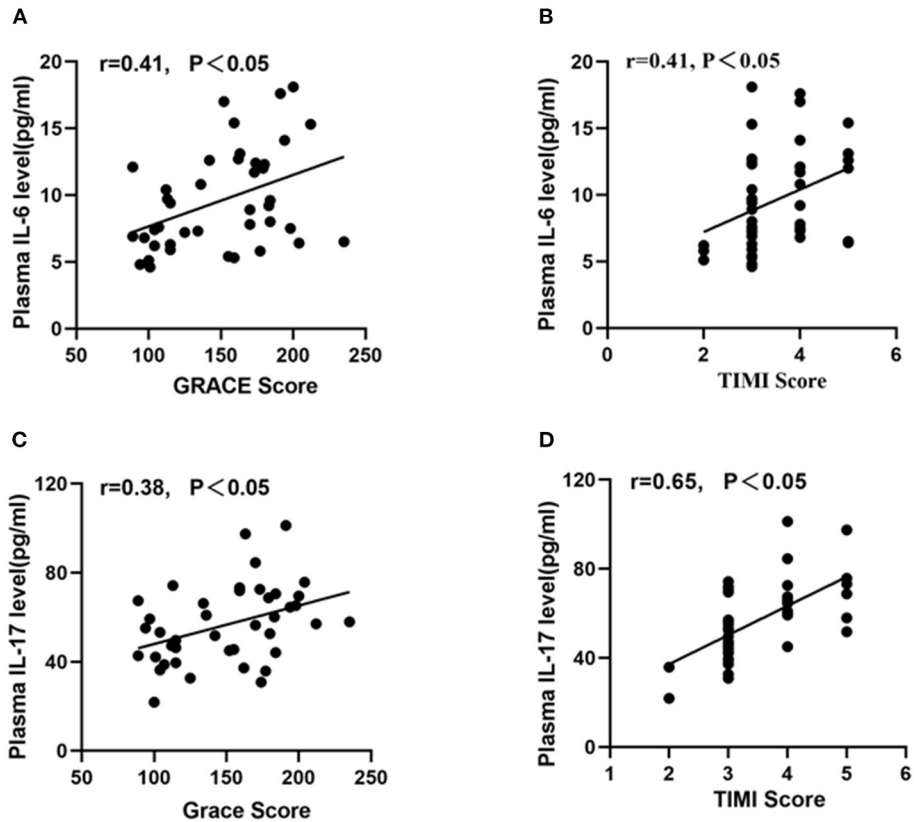 A
r=0.41, P<0.05
20
15
10
5
0
50 100 150 200 250
Plasma IL-6 level(pg/ml)
GRACE Score
B
r=0.41, P<0.05
20
15
10
5
0
0 2 4 6
Plasma IL-6 level(pg/ml)
TIMI Score
C
r=0.38, P<0.05
120
80
40
0
50 100 150 200 250
Plasma IL-17 level(pg/ml)
Grace Score
D
r=0.65, P<0.05
120
80
40
0
1 2 3 4 5 6
Plasma IL-17 level(pg/ml)
TIMI Score